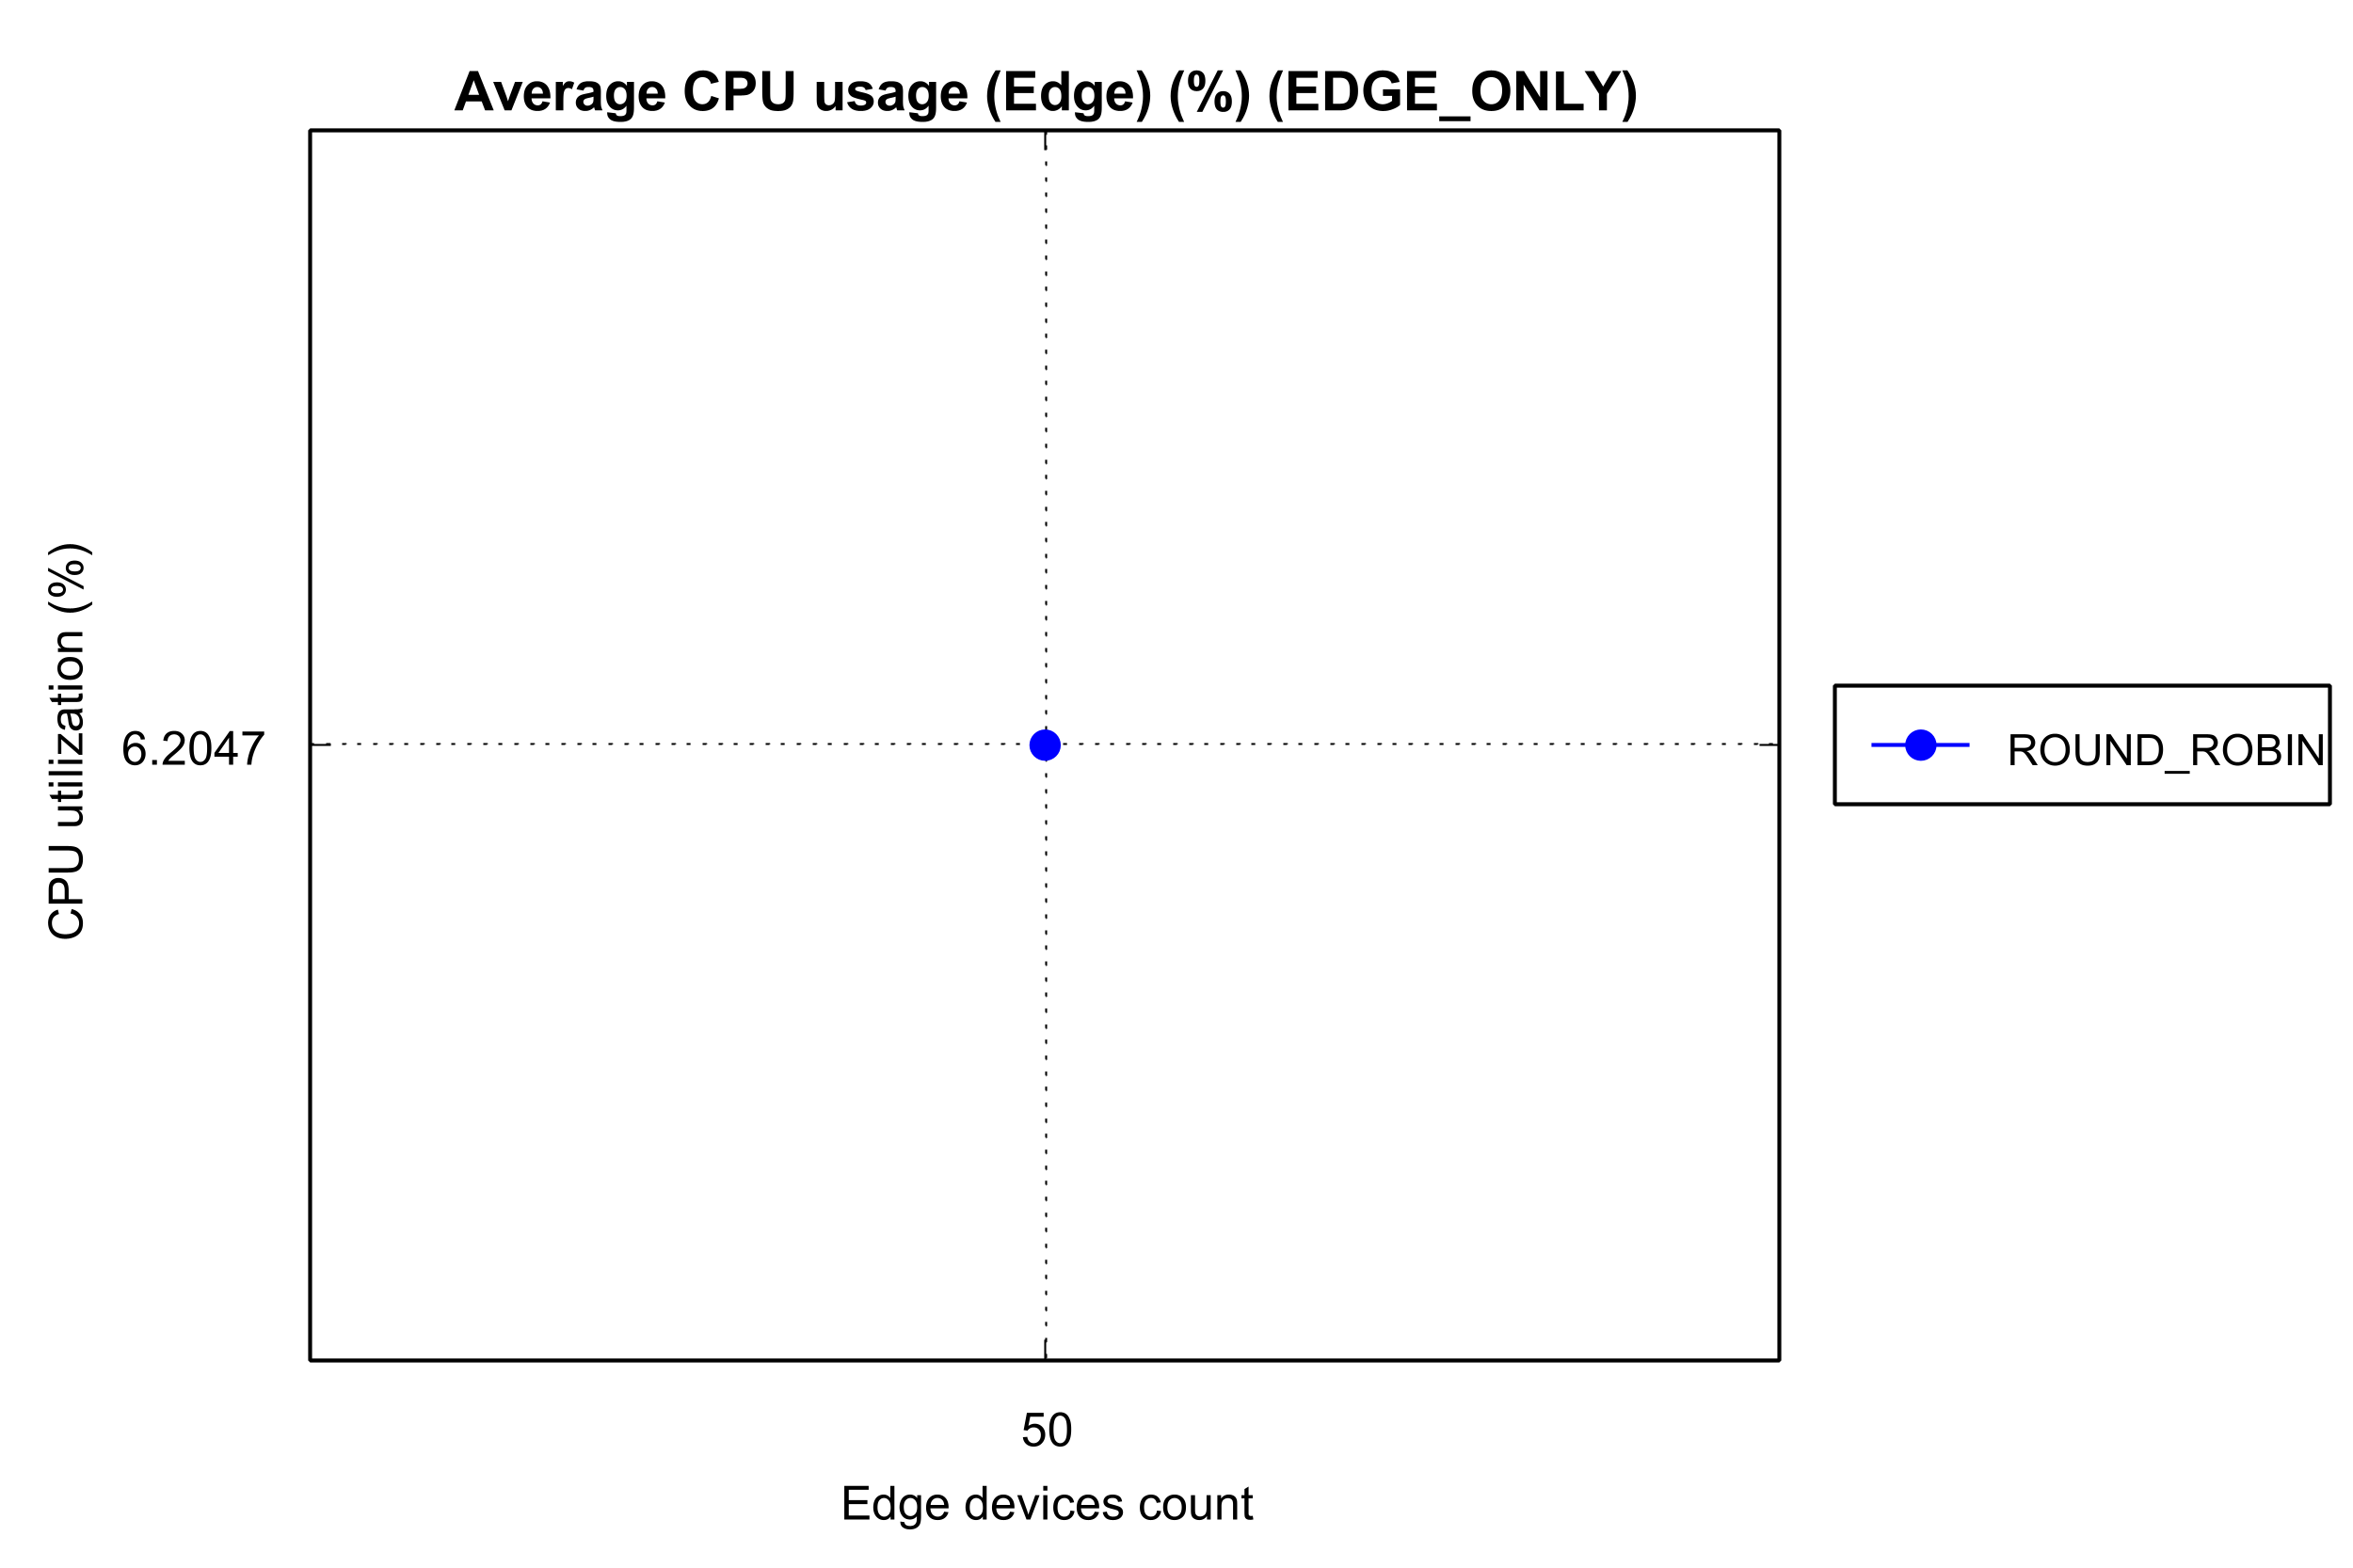 Average CPU usage (Edge)(%)(EDGE_ONLY)
CPU utilization (%)
6.2047
ROUND_ROBIN
50
Edge devices count